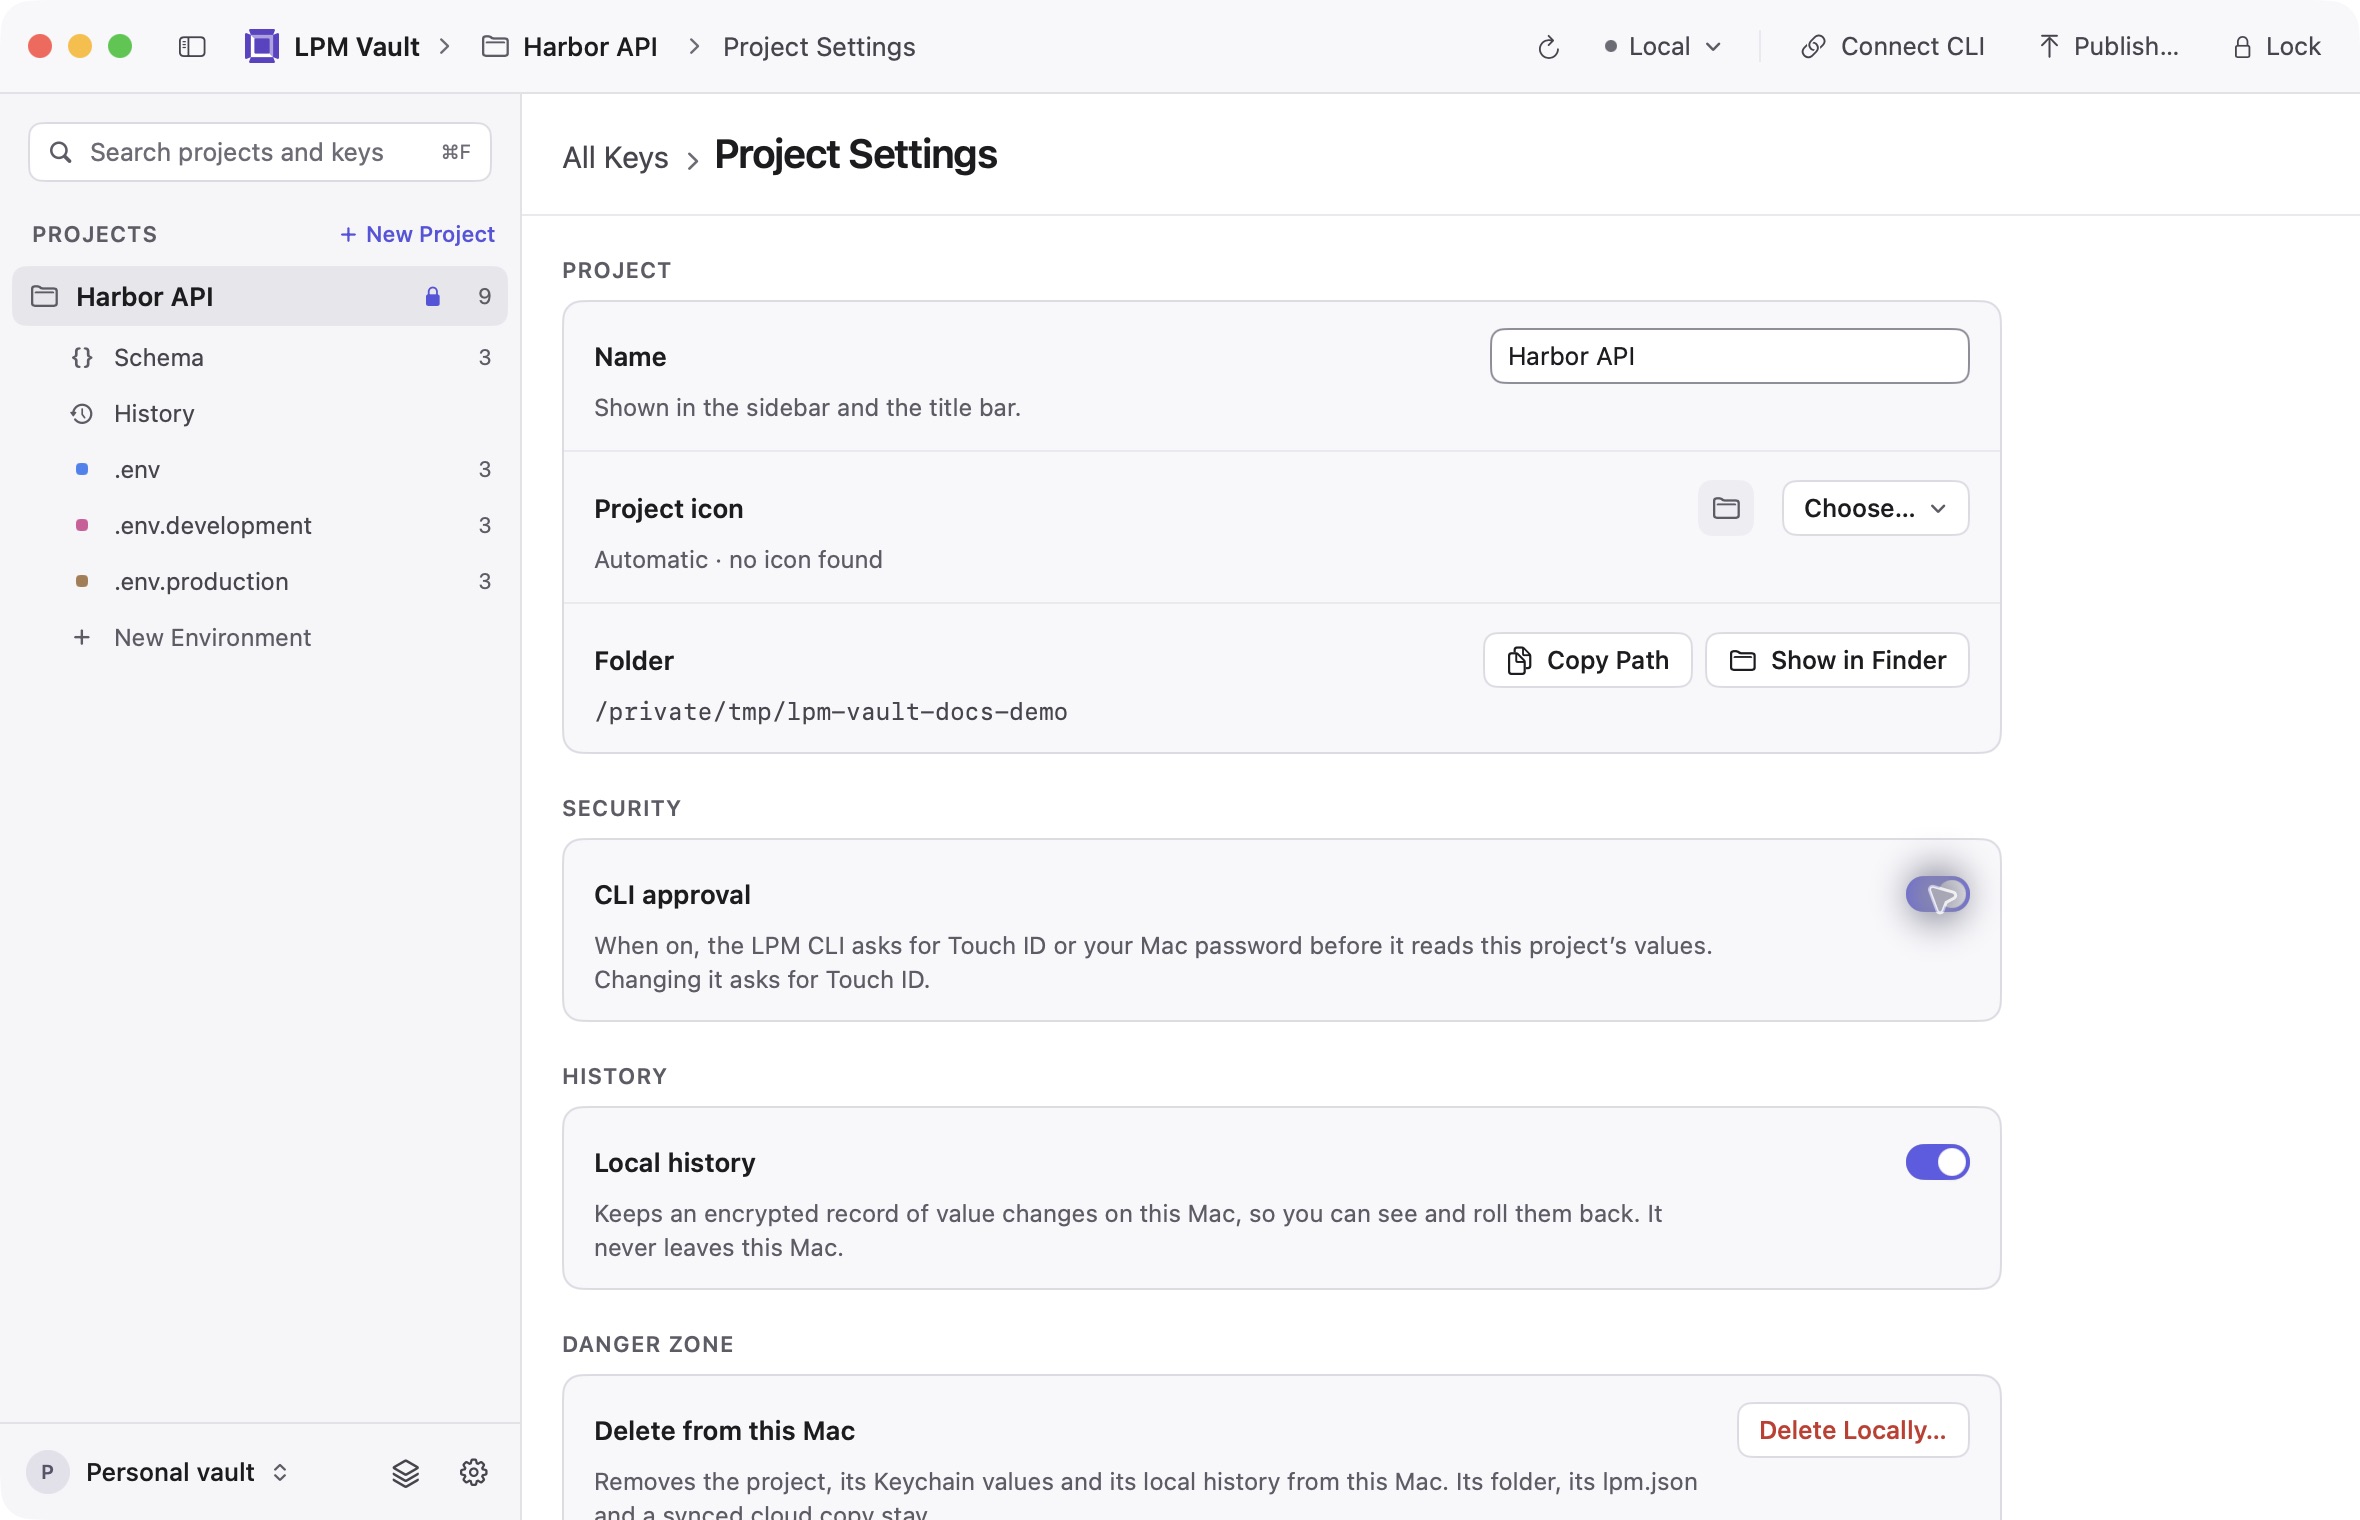 LPM Vault
Harbor API
Project Settings
Local
Connect CLI
Publish...
Lock
Search projects and keys
⌘F
PROJECTS
+ New Project
Harbor API
9
{} Schema
3
History
.env
3
.env.development
3
.env.production
3
+ New Environment
P
Personal vault
All Keys
Project Settings
PROJECT
Name
Harbor API
Shown in the sidebar and the title bar.
Project icon
Choose...
Automatic · no icon found
Folder
Copy Path
Show in Finder
/private/tmp/lpm-vault-docs-demo
SECURITY
CLI approval
When on, the LPM CLI asks for Touch ID or your Mac password before it reads this project’s values.
Changing it asks for Touch ID.
HISTORY
Local history
Keeps an encrypted record of value changes on this Mac, so you can see and roll them back. It
never leaves this Mac.
DANGER ZONE
Delete from this Mac
Delete Locally...
Removes the project, its Keychain values and its local history from this Mac. Its folder, its lpm.json
and a synced cloud copy stay